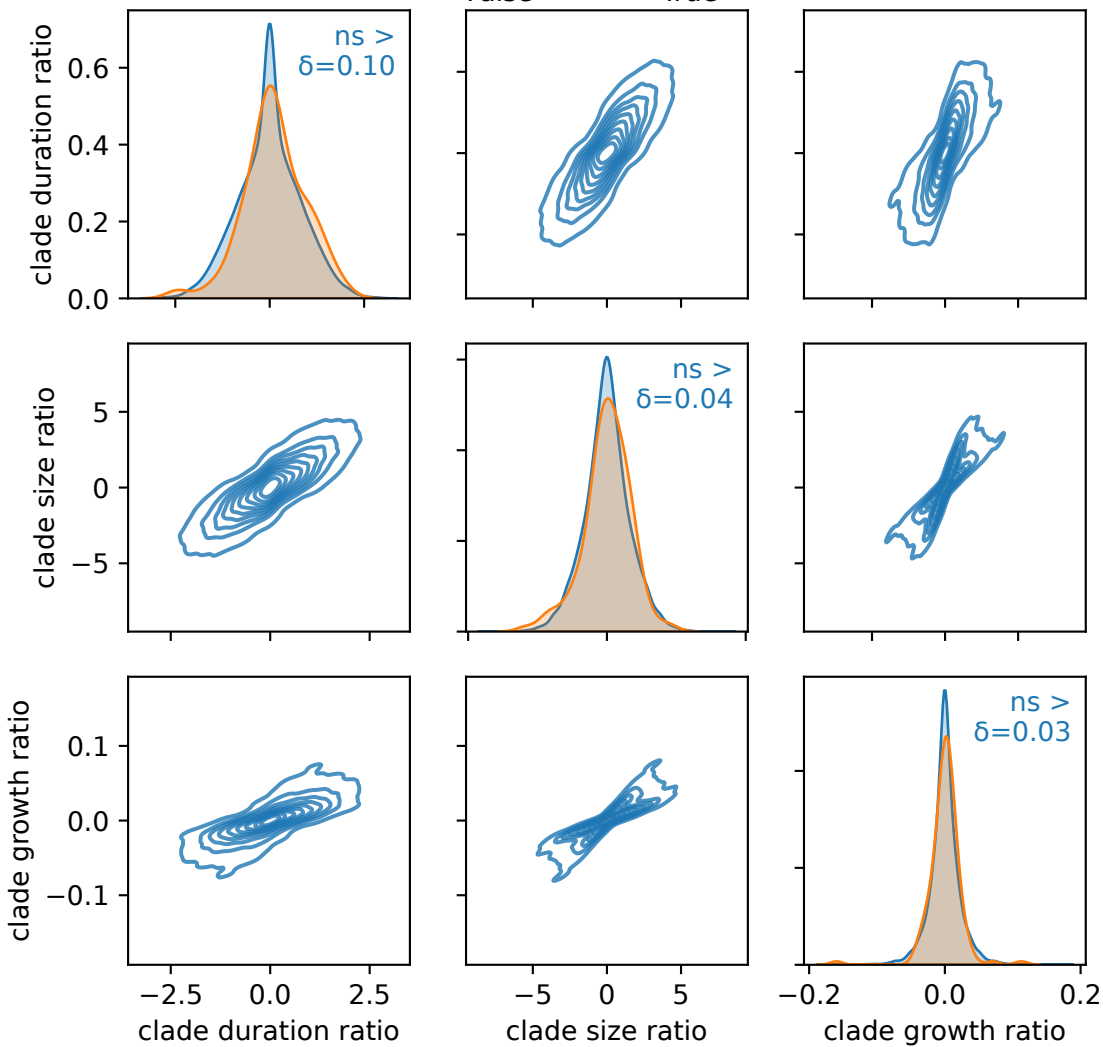 clade duration ratio
0.6
0.4
0.2
0.0
ns >
δ=0.10
−2.5
clade size ratio
5
0
−5
ns >
δ=0.04
clade growth ratio
0.1
0.0
−0.1
ns >
δ=0.03
−2.5 0.0 2.5
−5 0 5
−0.2 0.0 0.2
clade duration ratio
clade size ratio
clade growth ratio